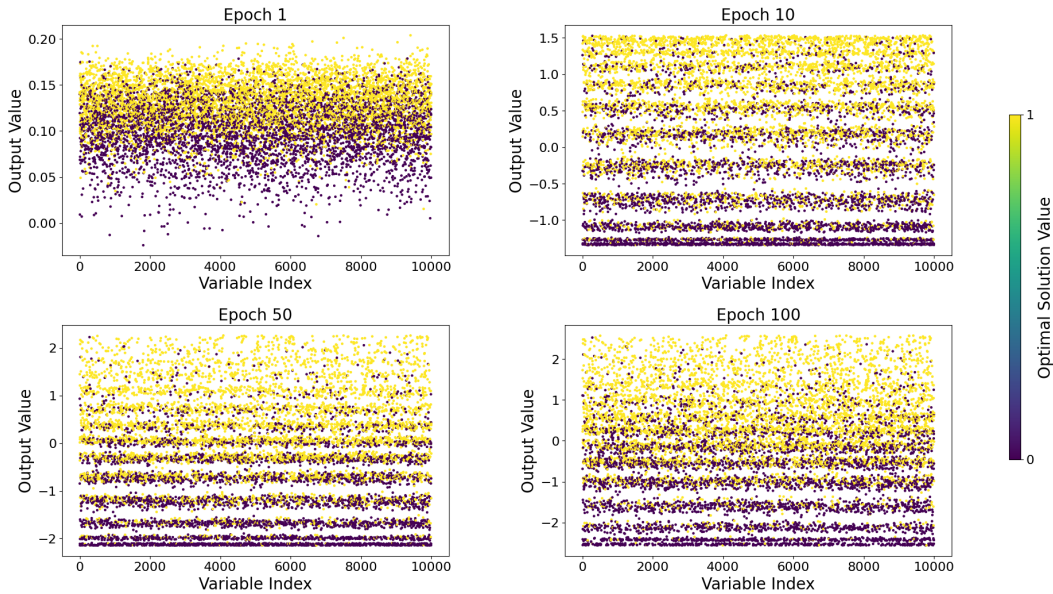 Epoch 1
Output Value
0.20
0.15
0.10
0.05
0.00
0 2000 4000 6000 8000 10000
Variable Index
Epoch 10
Output Value
1.5
1.0
0.5
0.0
−0.5
−1.0
0 2000 4000 6000 8000 10000
Variable Index
Epoch 50
Output Value
2
1
0
−1
−2
0 2000 4000 6000 8000 10000
Variable Index
Epoch 100
Output Value
2
1
0
−1
−2
0 2000 4000 6000 8000 10000
Variable Index
1
0
Optimal Solution Value